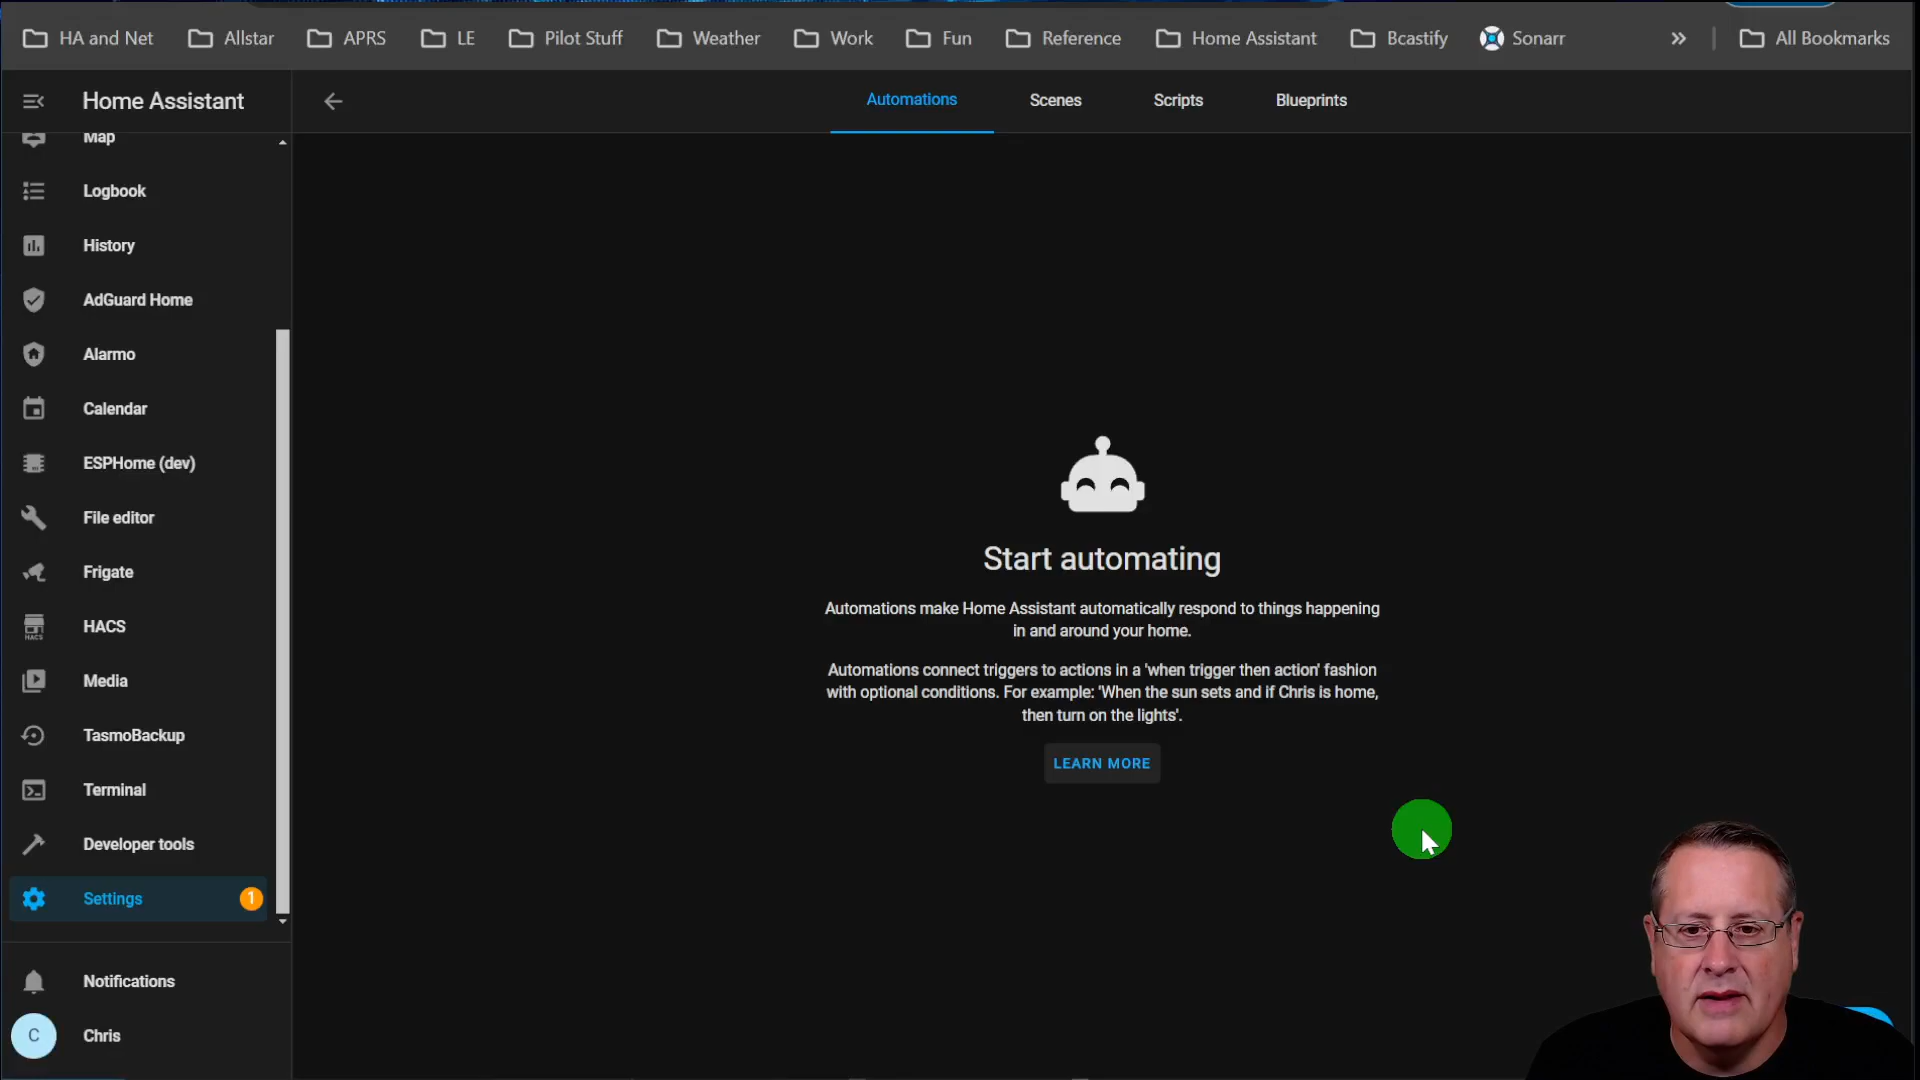 HA and Net
Allstar
APRS
LE
Pilot Stuff
Weather
Work
Fun
Reference
Home Assistant
Bcastify
Sonarr
»
All Bookmarks
Home Assistant
Automations
Scenes
Scripts
Blueprints
Map
Logbook
History
AdGuard Home
Alarmo
Calendar
ESPHome (dev)
File editor
Frigate
HACS
HACS
Media
TasmoBackup
Terminal
Developer tools
Settings
1
Notifications
C
Chris
Start automating
Automations make Home Assistant automatically respond to things happening
in and around your home.
Automations connect triggers to actions in a 'when trigger then action' fashion
with optional conditions. For example: 'When the sun sets and if Chris is home,
then turn on the lights'.
LEARN MORE